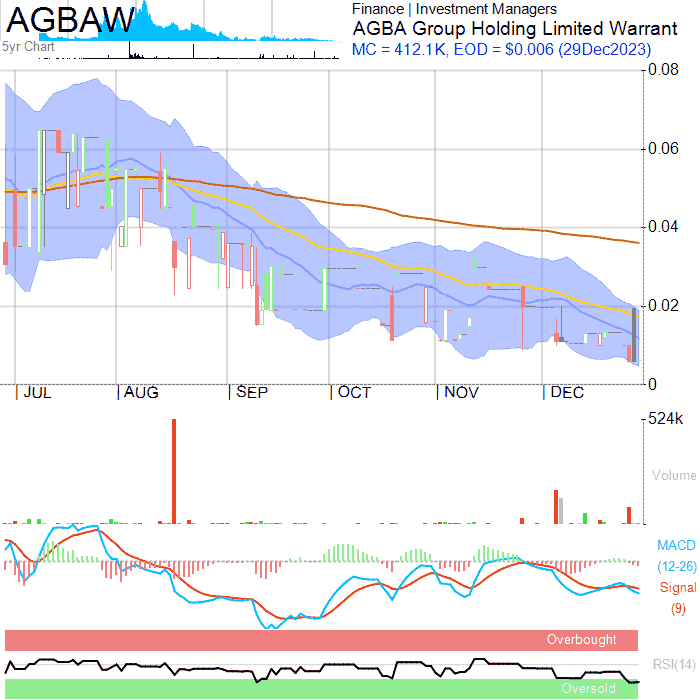 AGBAW
5yr Chart
Finance | Investment Managers
AGBA Group Holding Limited Warrant
MC = 412.1K, EOD = $0.006 (29Dec2023)
0.08
0.06
0.04
0.02
0
JUL AUG SEP OCT NOV DEC
524k
Volume
MACD
(12-26)
Signal
(9)
Overbought
RSI(14)
Oversold